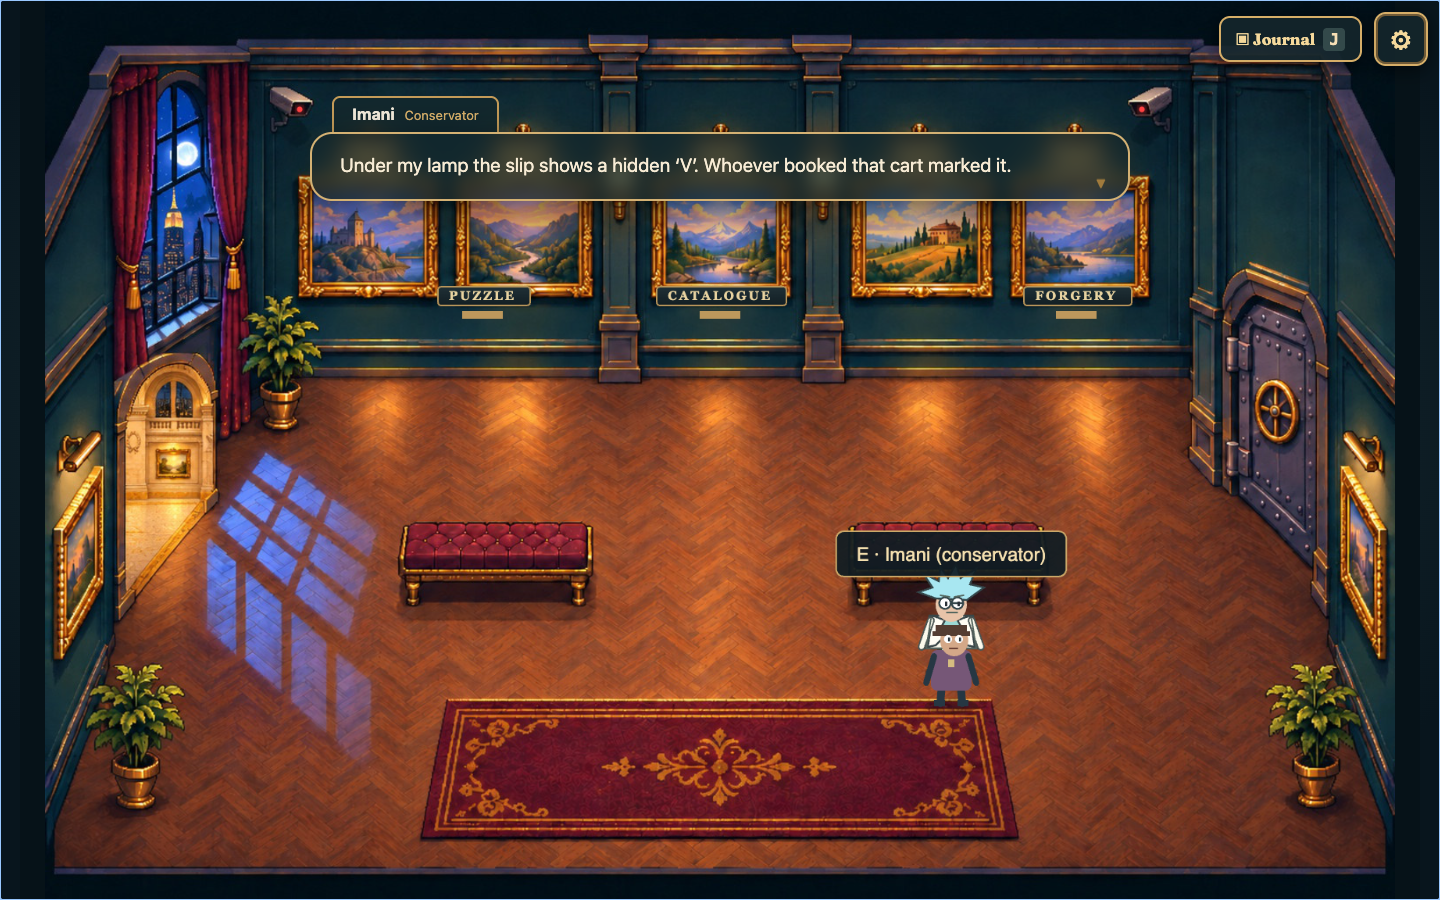 Journal J
Imani Conservator
Under my lamp the slip shows a hidden ‘V’. Whoever booked that cart marked it.
PUZZLE
CATALOGUE
FORGERY
E · Imani (conservator)